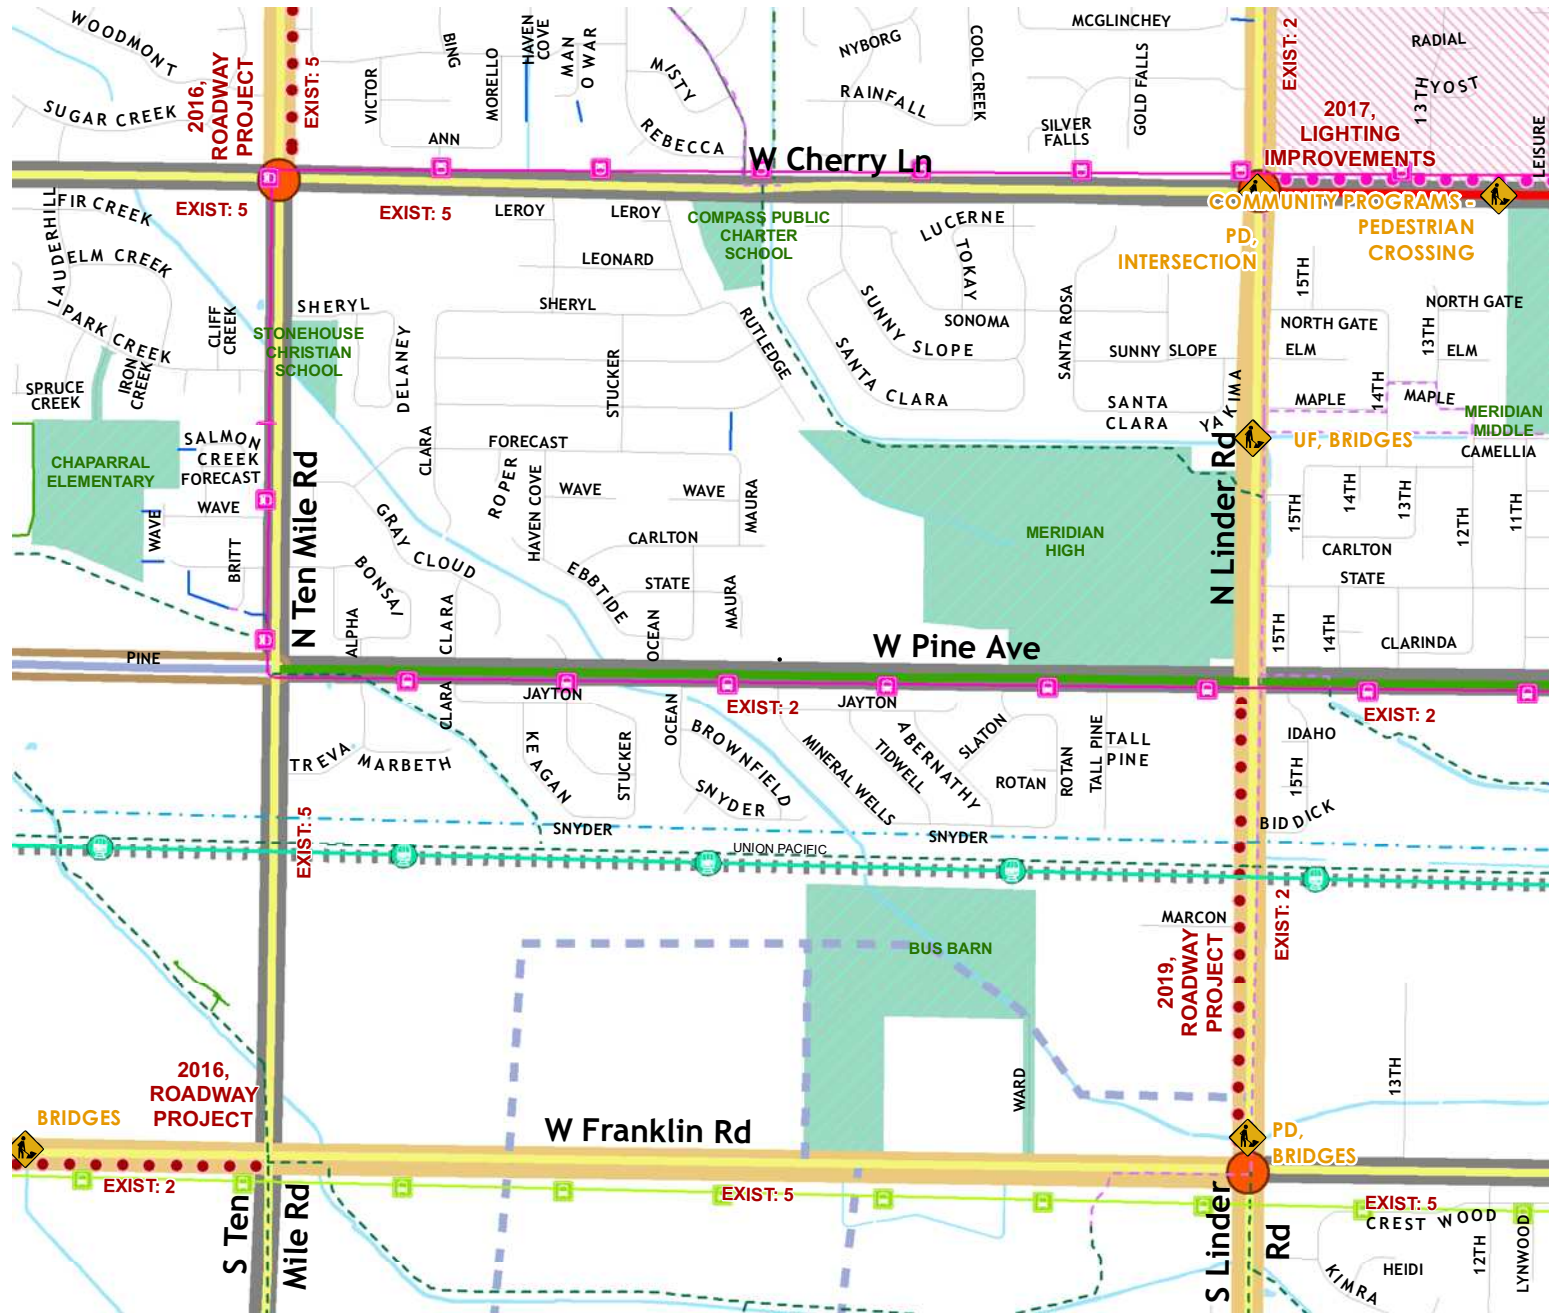 WOODMONT
SUGAR CREEK
2016,
ROADWAY
PROJECT
EXIST: 5
VICTOR
BING
MORELLO
HAVEN
COVE
MAN
O WAR
MISTY
REBECCA
ANN
NYBORG
RAINFALL
COOL CREEK
MCGLINCHEY
GOLD FALLS
SILVER
FALLS
EXIST: 2
RADIAL
YOST
13TH
2017,
LIGHTING
IMPROVEMENTS
LEISURE
W Cherry Ln
EXIST: 5
EXIST: 5
LEROY
LEROY
LEONARD
COMPASS PUBLIC
CHARTER
SCHOOL
LUCERNE
TOKAY
COMMUNITY PROGRAMS -
PEDESTRIAN
CROSSING
PD,
INTERSECTION
FIR CREEK
LAUDERHILL
ELM CREEK
PARK CREEK
CLIFF
CREEK
IRON
CREEK
SPRUCE
CREEK
SHERYL
SHERYL
STONEHOUSE
CHRISTIAN
SCHOOL
DELANEY
STUCKER
RUTLEDGE
SUNNY SLOPE
SONOMA
SANTA CLARA
SANTA ROSA
SUNNY SLOPE
SANTA
CLARA
YAKIMA
15TH
NORTH GATE
NORTH GATE
13TH
ELM
ELM
14TH
MAPLE
MAPLE
MERIDIAN
MIDDLE
CAMELLIA
UF, BRIDGES
CHAPARRAL
ELEMENTARY
SALMON
CREEK
FORECAST
WAVE
WAVE
BRITT
N Ten Mile Rd
CLARA
FORECAST
ROPER
HAVEN COVE
WAVE
WAVE
MAURA
GRAY CLOUD
CARLTON
BONSAI
EBBTIDE
STATE
MAURA
ALPHA
CLARA
OCEAN
MERIDIAN
HIGH
N Linder Rd
15TH
14TH
13TH
12TH
11TH
CARLTON
STATE
15TH
14TH
CLARINDA
PINE
W Pine Ave
CLARA
JAYTON
OCEAN
EXIST: 2
JAYTON
EXIST: 2
TREVA
MARBETH
KEAGAN
STUCKER
BROWNFIELD
SNYDER
MINERAL WELLS
TIDWELL
ABERNATHY
SLATON
ROTAN
ROTAN
TALL PINE
TALL
PINE
IDAHO
15TH
BIDDICK
EXIST: 5
SNYDER
SNYDER
UNION PACIFIC
MARCON
2019,
ROADWAY
PROJECT
EXIST: 2
BUS BARN
WARD
13TH
2016,
ROADWAY
PROJECT
BRIDGES
W Franklin Rd
PD,
BRIDGES
EXIST: 2
EXIST: 5
EXIST: 5
S Ten
Mile Rd
S Linder
Rd
CREST WOOD
KIMRA
HEIDI
12TH
LYNWOOD